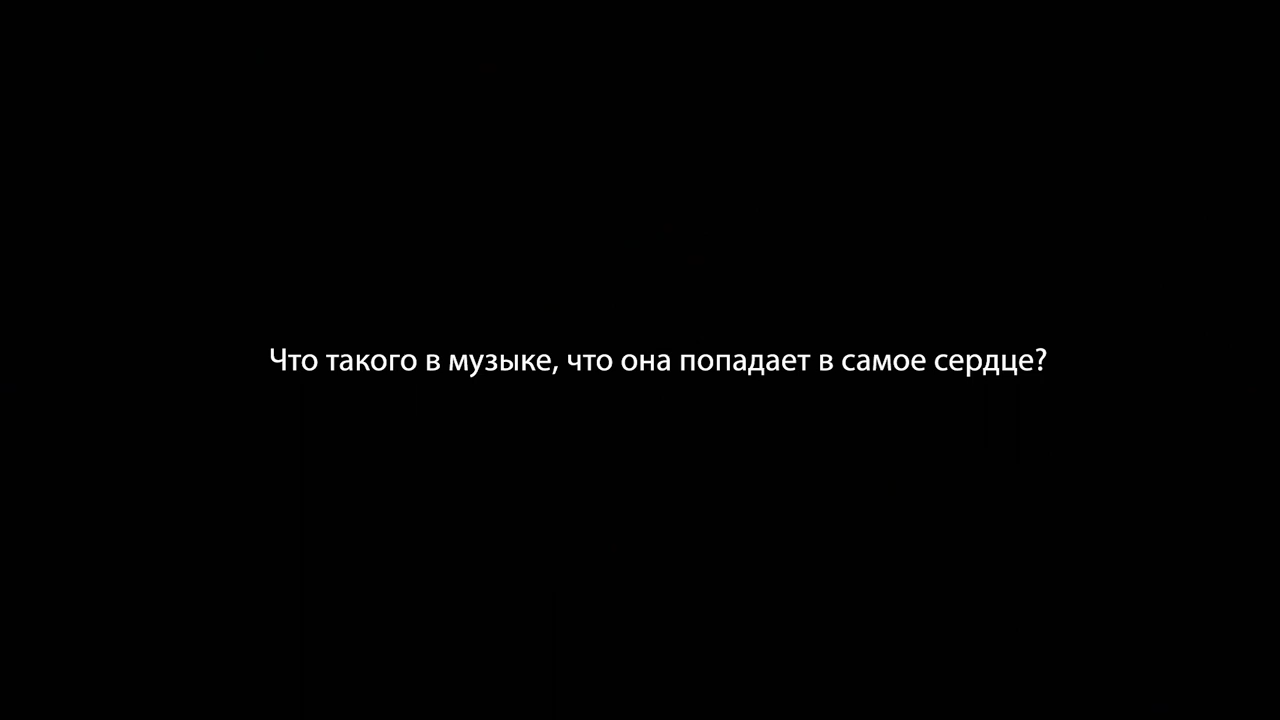 Что такого в музыке, что она попадает в самое сердце?